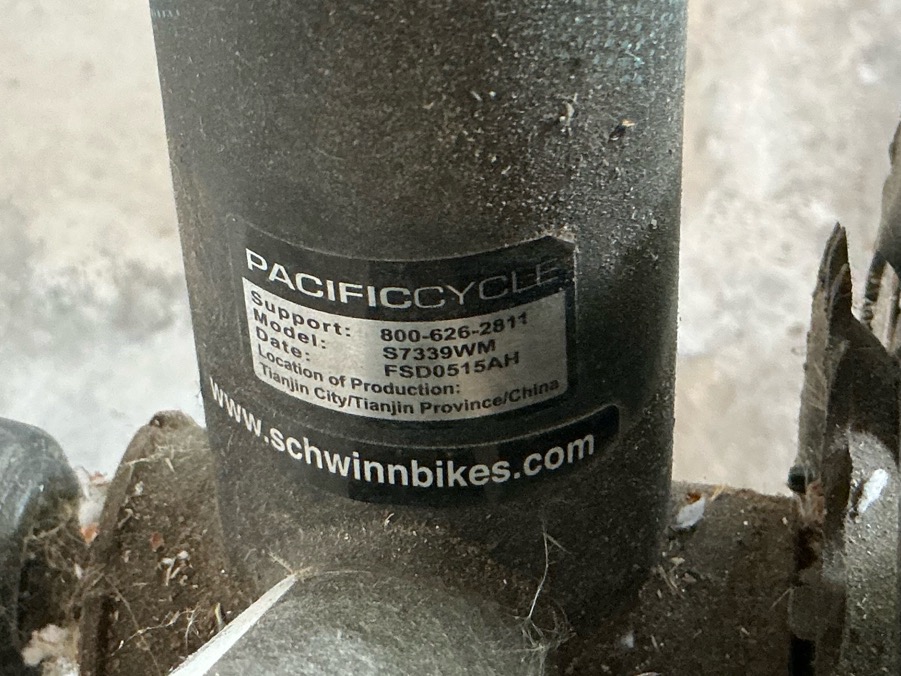 PACIFICCYCLE
Support: 800-626-2811
Model: S7339WM
Date: FSD0515AH
Location of Production:
Tianjin City/Tianjin Province/China
www.schwinnbikes.com